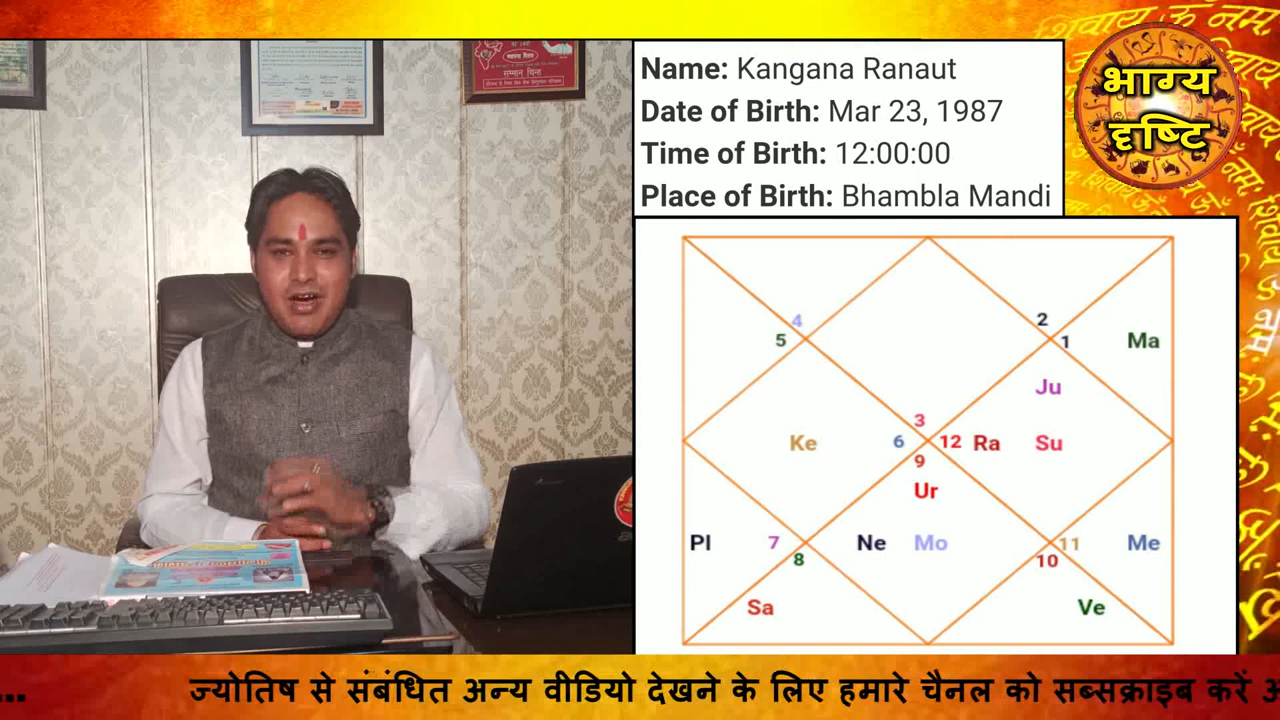 सम्मान चिन्ह
Name: Kangana Ranaut
Date of Birth: Mar 23, 1987
Time of Birth: 12:00:00
Place of Birth: Bhambla Mandi
भाग्य
दृष्टि
4
5
2
1
Ma
Ju
3
Ke
6
12
Ra
Su
9
Ur
Pl
7
8
Ne
Mo
11
10
Me
Sa
Ve
... ज्योतिष से संबंधित अन्य वीडियो देखने के लिए हमारे चैनल को सब्सक्राइब करें अ